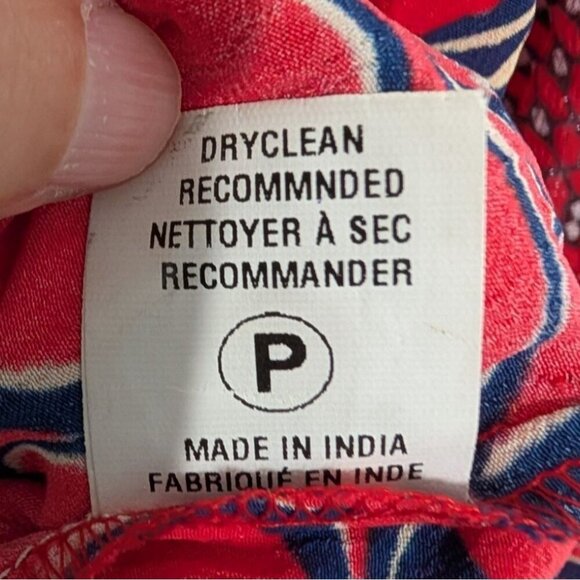 DRYCLEAN
RECOMMNDED
NETTOYER À SEC
RECOMMANDER
P
MADE IN INDIA
FABRIQUÉ EN INDE